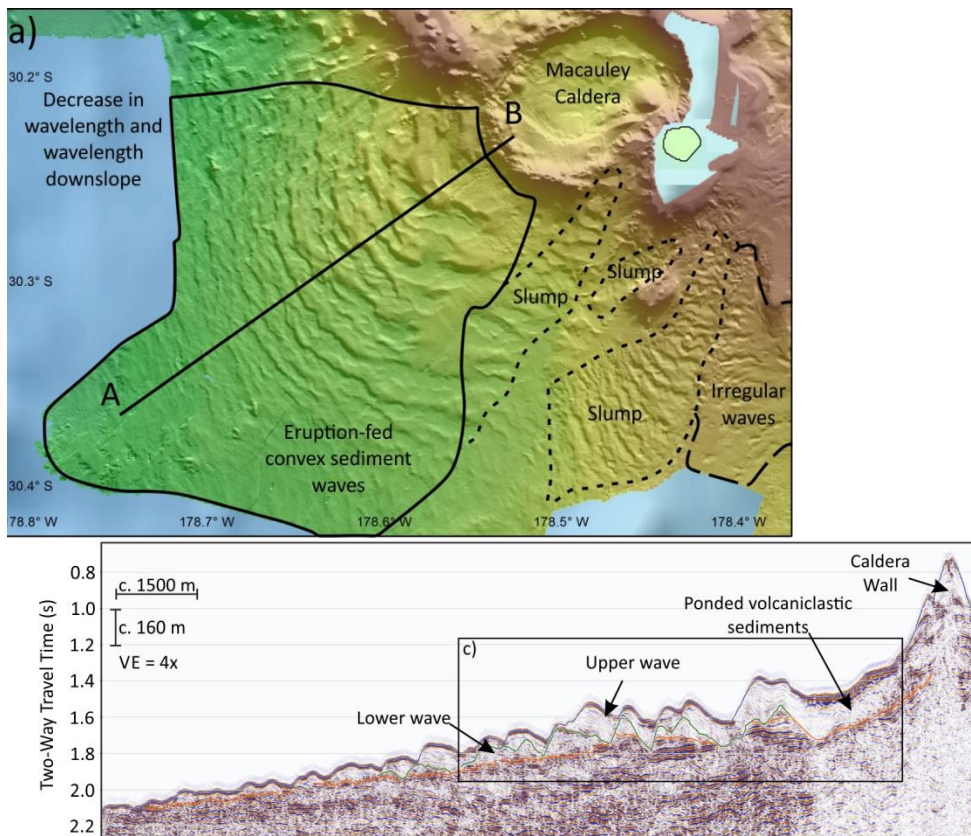 a)
30.2° S
Decrease in
wavelength and
wavelength
downslope
B
Macauley
Caldera
30.3° S
Slump
Slump
A
Slump
Irregular
waves
Eruption-fed
convex sediment
waves
30.4° S
178.8° W
178.7° W
178.6° W
178.5° W
178.4° W
Two-Way Travel Time (s)
0.8
1.0
1.2
1.4
1.6
1.8
2.0
2.2
c. 1500 m
c. 160 m
VE = 4x
Caldera
Wall
Ponded volcaniclastic
sediments
c)
Upper wave
Lower wave